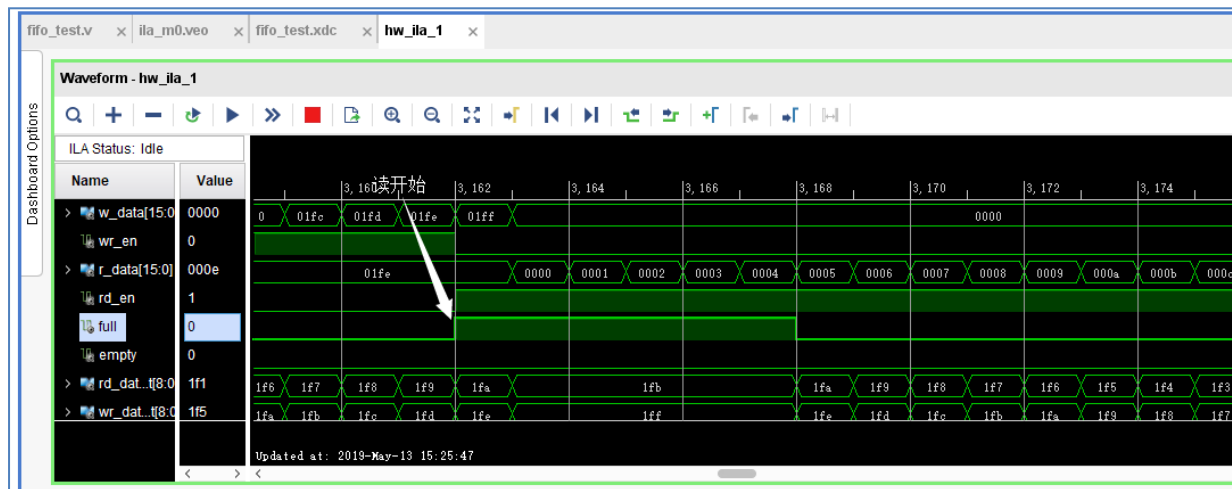 fifo_test.v × ila_m0.veo × fifo_test.xdc × hw_ila_1 ×
Dashboard Options
Waveform - hw_ila_1
ILA Status: Idle
Name Value
3,160 读开始 3,162 3,164 3,166 3,168 3,170 3,172 3,174
w_data[15:0 0000 0 01fc 01fd 01fe 01ff 0000
wr_en 0
r_data[15:0] 000e 01fe 0000 0001 0002 0003 0004 0005 0006 0007 0008 0009 000a 000b 000c
rd_en 1
full 0
empty 0
rd_dat...t[8:0 1f1 1f6 1f7 1f8 1f9 1fa 1fb 1fa 1f9 1f8 1f7 1f6 1f5 1f4 1f3
wr_dat...t[8:0 1f5 1fa 1fb 1fc 1fd 1fe 1ff 1fe 1fd 1fc 1fb 1fa 1f9 1f8 1f7
Updated at: 2019-May-13 15:25:47